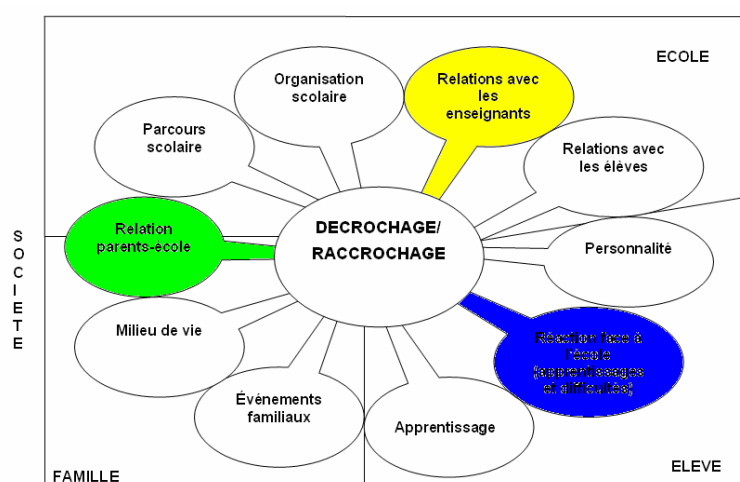 ECOLE
Organisation
scolaire
Relations avec
les
enseignants
Parcours
scolaire
Relations avec
les élèves
Relation
parents-école
DECROCHAGE/
RACCROCHAGE
Personnalité
SOCIETE
Milieu de vie
Réaction face à
l'école
(apprentissages
et difficultés)
Événements
familiaux
Apprentissage
FAMILLE
ELEVE